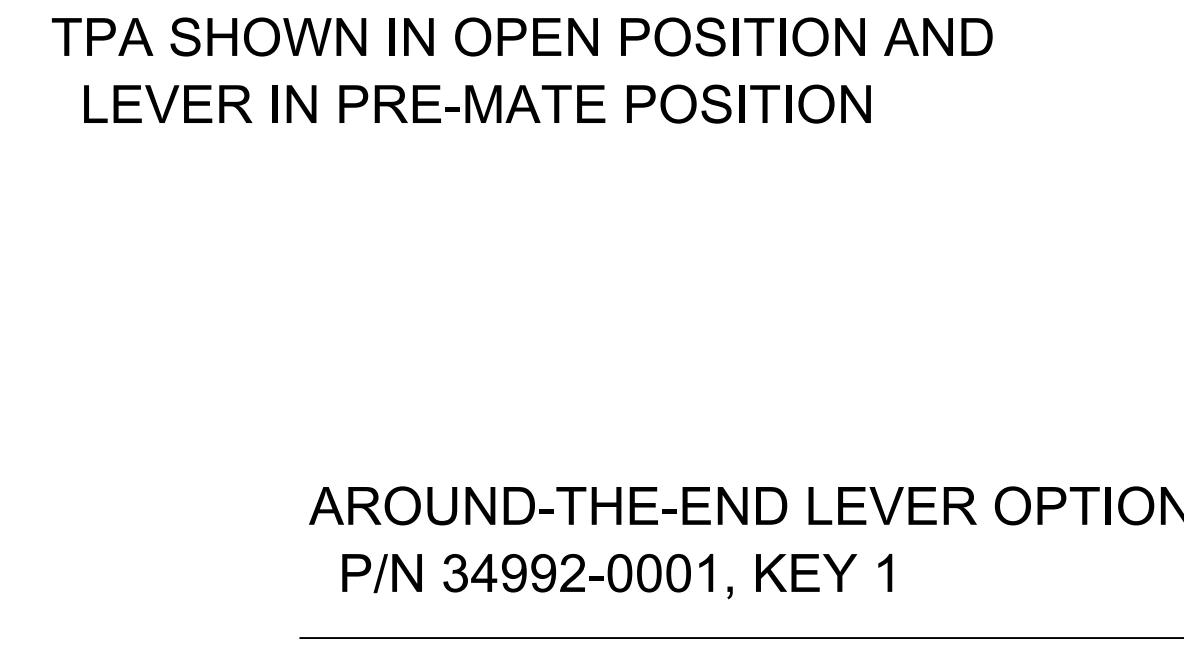 TPA SHOWN IN OPEN POSITION AND
LEVER IN PRE-MATE POSITION
AROUND-THE-END LEVER OPTION
P/N 34992-0001, KEY 1